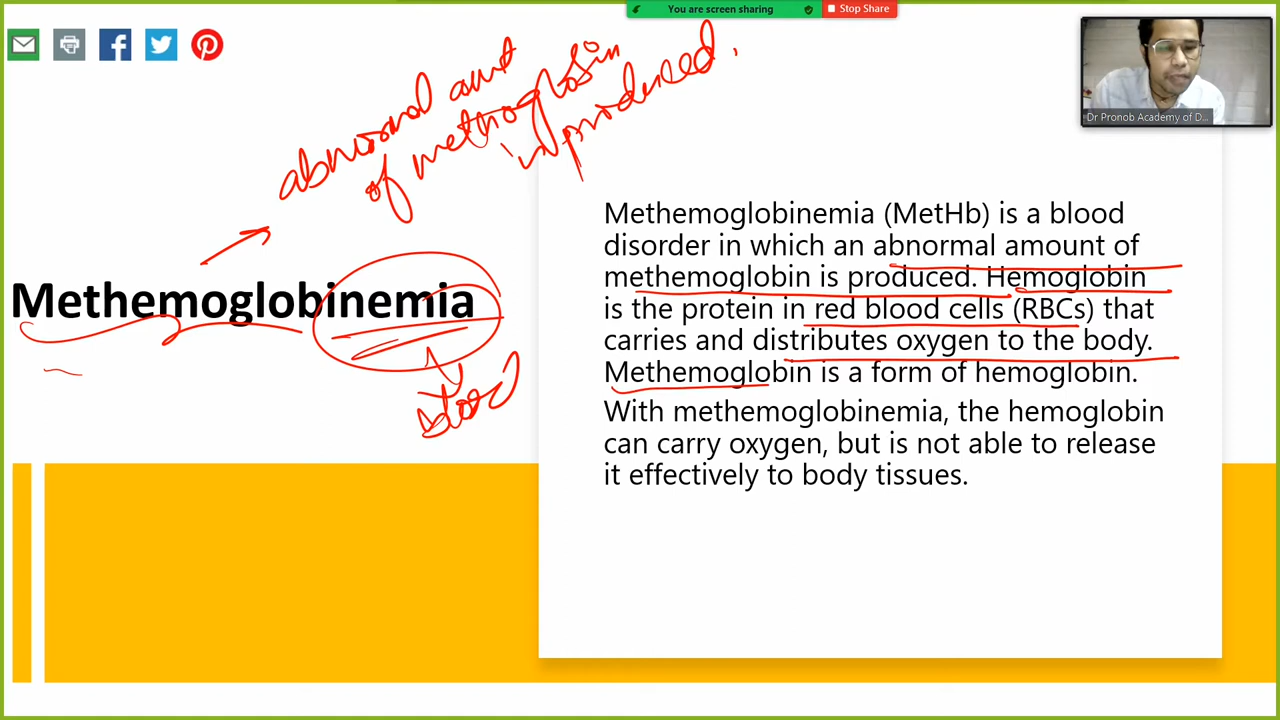 You are screen sharing
Stop Share
Dr Pronob Academy of D...
abnormal amt
of methoglobin
is produced.
Methemoglobinemia
blood
Methemoglobinemia (MetHb) is a blood
disorder in which an abnormal amount of
methemoglobin is produced. Hemoglobin
is the protein in red blood cells (RBCs) that
carries and distributes oxygen to the body.
Methemoglobin is a form of hemoglobin.
With methemoglobinemia, the hemoglobin
can carry oxygen, but is not able to release
it effectively to body tissues.